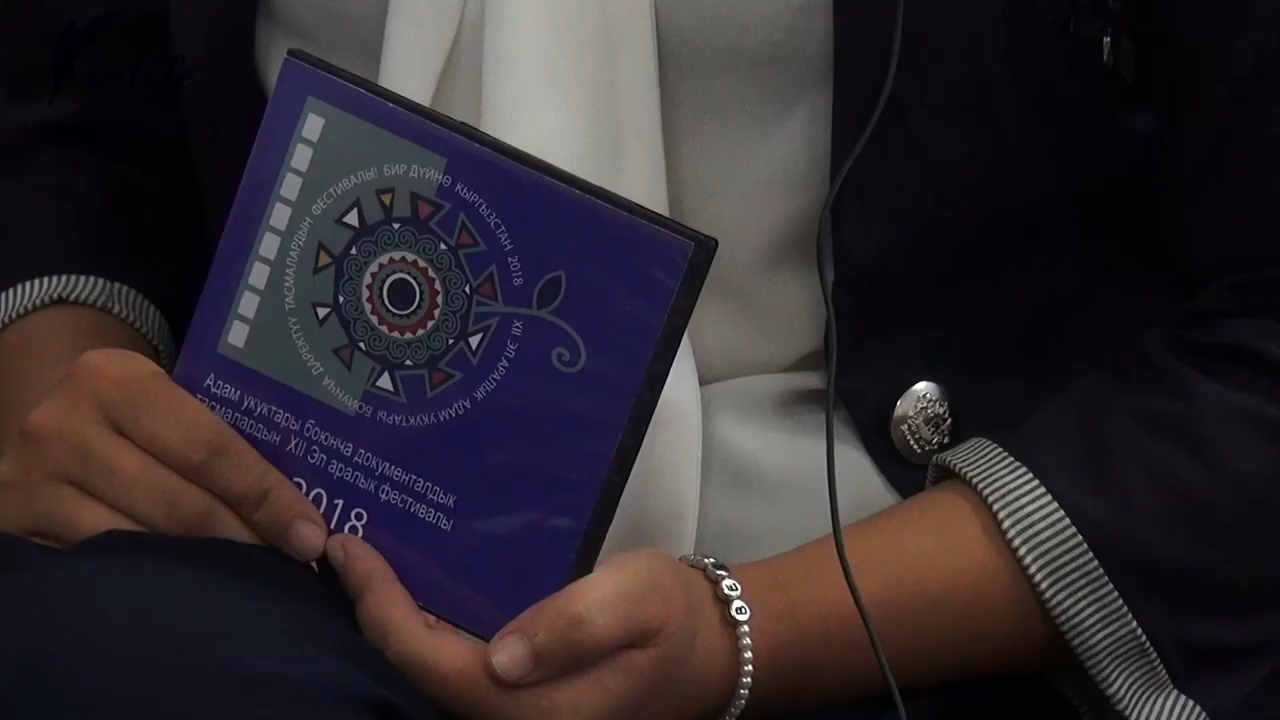 БИР ДҮЙНӨ КЫРГЫЗСТАН 2018
XII ЭЛ АРАЛЫК АДАМ УКУКТАРЫ БОЮНЧА ДАРЕКТҮҮ ТАСМАЛАРДЫН ФЕСТИВАЛЫ!
Адам укуктары боюнча документалдык
тасмалардын XII Эл аралык фестивалы
2018
B E